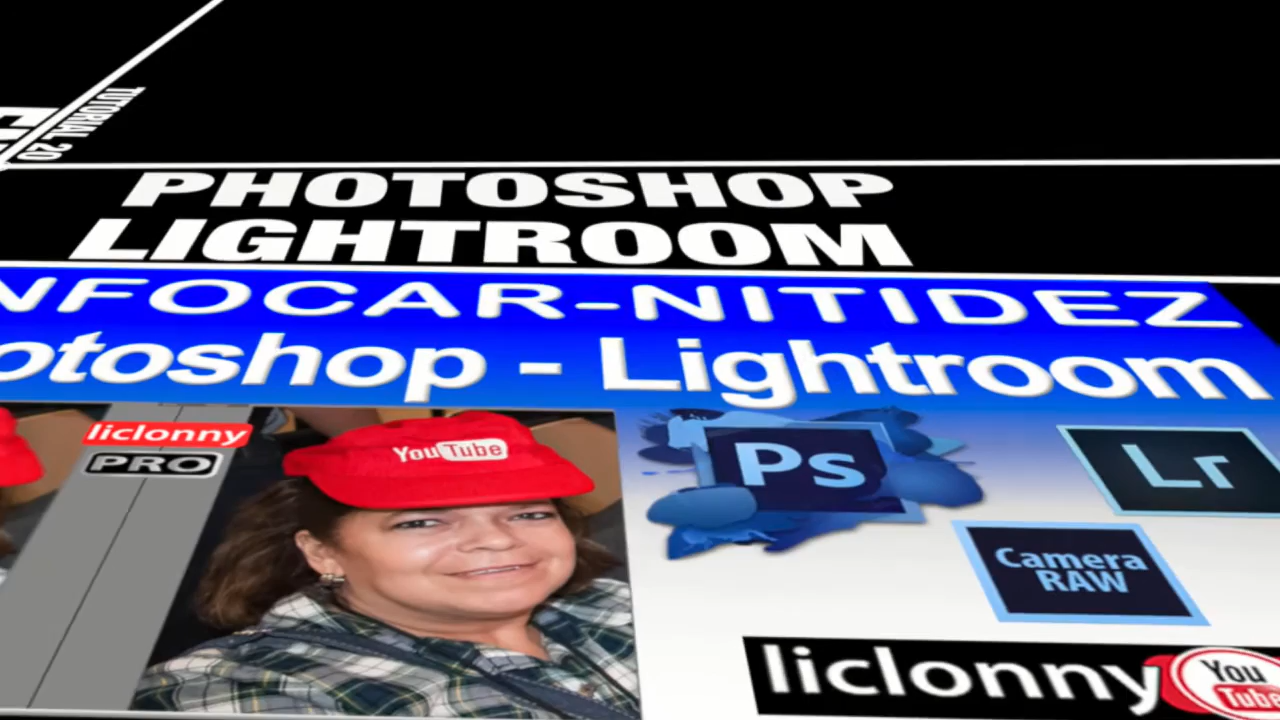 TUTORIAL 20
PHOTOSHOP
LIGHTROOM
NFOCAR-NITIDEZ
otoshop - Lightroom
liclonny
PRO
YouTube
Ps
Lr
Camera
RAW
liclonny
You
Tube